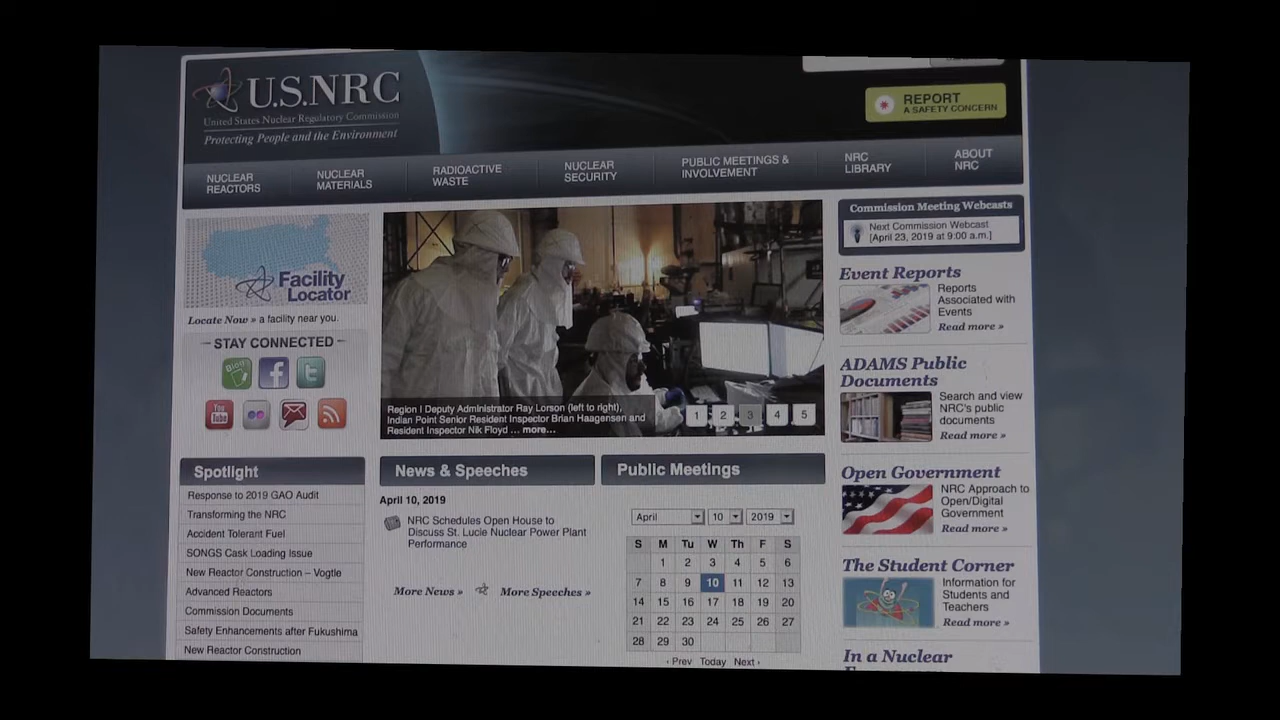 U.S.NRC
United States Nuclear Regulatory Commission
Protecting People and the Environment
REPORT
A SAFETY CONCERN
NUCLEAR
REACTORS
NUCLEAR
MATERIALS
RADIOACTIVE
WASTE
NUCLEAR
SECURITY
PUBLIC MEETINGS &
INVOLVEMENT
NRC
LIBRARY
ABOUT
NRC
Facility
Locator
Locate Now » a facility near you.
STAY CONNECTED
Blog
You
Tube
Spotlight
Response to 2019 GAO Audit
Transforming the NRC
Accident Tolerant Fuel
SONGS Cask Loading Issue
New Reactor Construction – Vogtle
Advanced Reactors
Commission Documents
Safety Enhancements after Fukushima
New Reactor Construction
Region I Deputy Administrator Ray Lorson (left to right),
Indian Point Senior Resident Inspector Brian Haagensen and
Resident Inspector Nik Floyd ... more...
1 2 3 4 5
News & Speeches
April 10, 2019
NRC Schedules Open House to
Discuss St. Lucie Nuclear Power Plant
Performance
More News » More Speeches »
Public Meetings
April 10 2019
S M Tu W Th F S
1 2 3 4 5 6
7 8 9 10 11 12 13
14 15 16 17 18 19 20
21 22 23 24 25 26 27
28 29 30
‹ Prev Today Next ›
Commission Meeting Webcasts
Next Commission Webcast
[April 23, 2019 at 9:00 a.m.]
Event Reports
Reports
Associated with
Events
Read more »
ADAMS Public
Documents
Search and view
NRC's public
documents
Read more »
Open Government
NRC Approach to
Open/Digital
Government
Read more »
The Student Corner
Information for
Students and
Teachers
Read more »
In a Nuclear